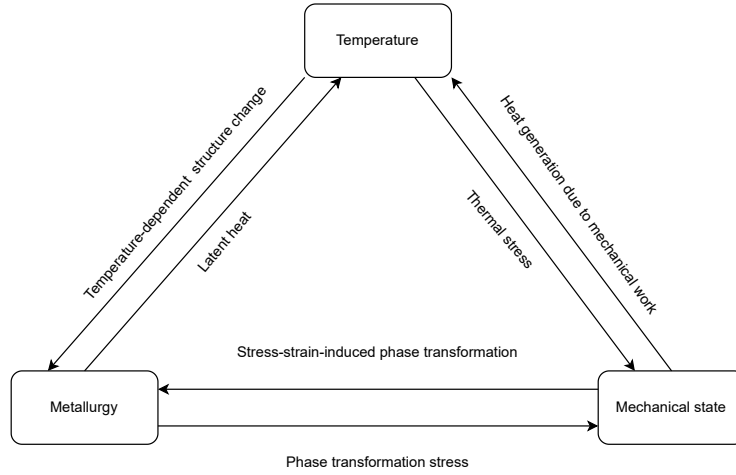 Temperature
Temperature-dependent structure change
Latent heat
Thermal stress
Heat generation due to mechanical work
Stress-strain-induced phase transformation
Metallurgy
Mechanical state
Phase transformation stress